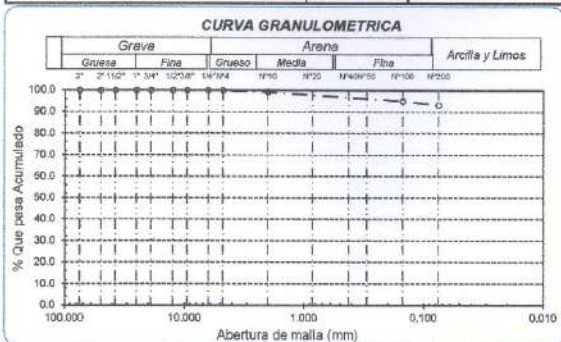 CURVA GRANULOMETRICA
Grava Arena Arcilla y Limos
Gruesa Fina Grueso Media Fina
3" 2" 1 1/2" 1" 3/4" 1/2" 3/8" 1/4" Nº4 Nº10 Nº20 Nº40 Nº50 Nº100 Nº200
100.0
90.0
80.0
70.0
60.0
50.0
40.0
30.0
20.0
10.0
0.0
% Que pasa Acumulado
100.000 10.000 1.000 0.100 0.010
Abertura de malla (mm)